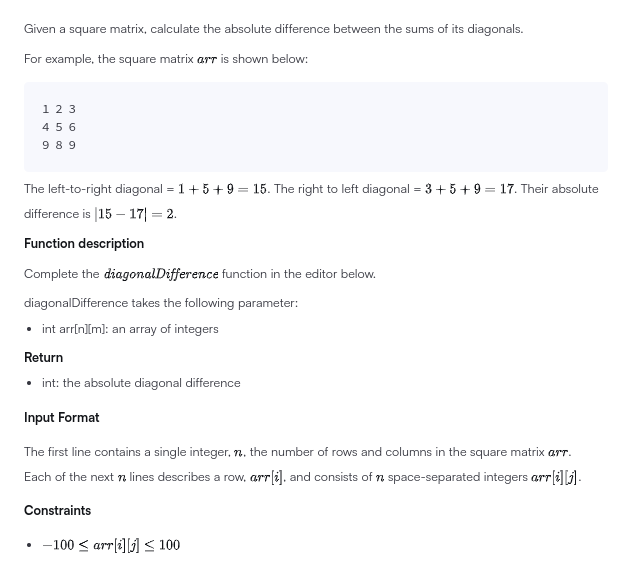 Given a square matrix, calculate the absolute difference between the sums of its diagonals.
For example, the square matrix arr is shown below:
1 2 3
4 5 6
9 8 9
The left-to-right diagonal = 1 + 5 + 9 = 15. The right to left diagonal = 3 + 5 + 9 = 17. Their absolute
difference is |15 − 17| = 2.
Function description
Complete the diagonalDifference function in the editor below.
diagonalDifference takes the following parameter:
• int arr[n][m]: an array of integers
Return
• int: the absolute diagonal difference
Input Format
The first line contains a single integer, n, the number of rows and columns in the square matrix arr.
Each of the next n lines describes a row, arr[i], and consists of n space-separated integers arr[i][j].
Constraints
• −100 ≤ arr[i][j] ≤ 100